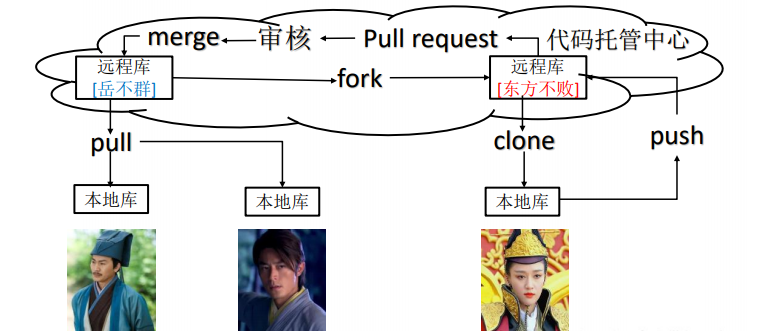 merge
审核
Pull request
代码托管中心
远程库
[岳不群]
fork
远程库
[东方不败]
pull
clone
push
本地库
本地库
本地库